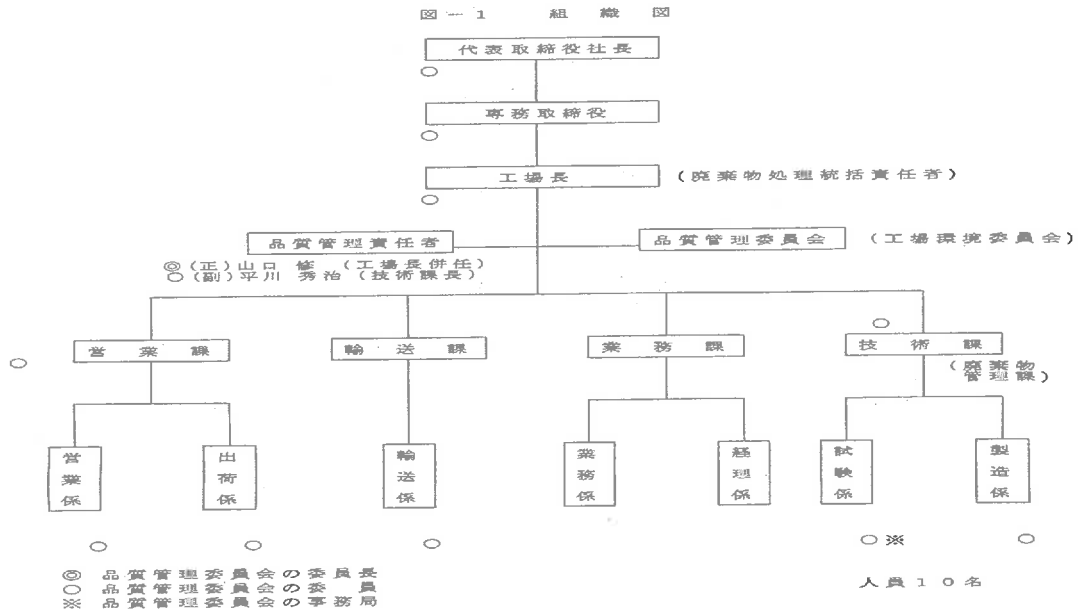 図－1 組織図
代表取締役社長
○
専務取締役
○
工場長 (廃棄物処理統括責任者)
○
品質管理責任者 品質管理委員会 (工場環境委員会)
◎(正)山口 修 (工場長併任)
○(副)平川 秀治(技術課長)
○
○ 営業課 輸送課 業務課 技術課
(廃棄物
管理課)
営業係 出荷係 輸送係 業務係 経理係 試験係 製造係
○ ○ ○ ○※ ○
◎ 品質管理委員会の委員長
○ 品質管理委員会の委員
※ 品質管理委員会の事務局
人員10名